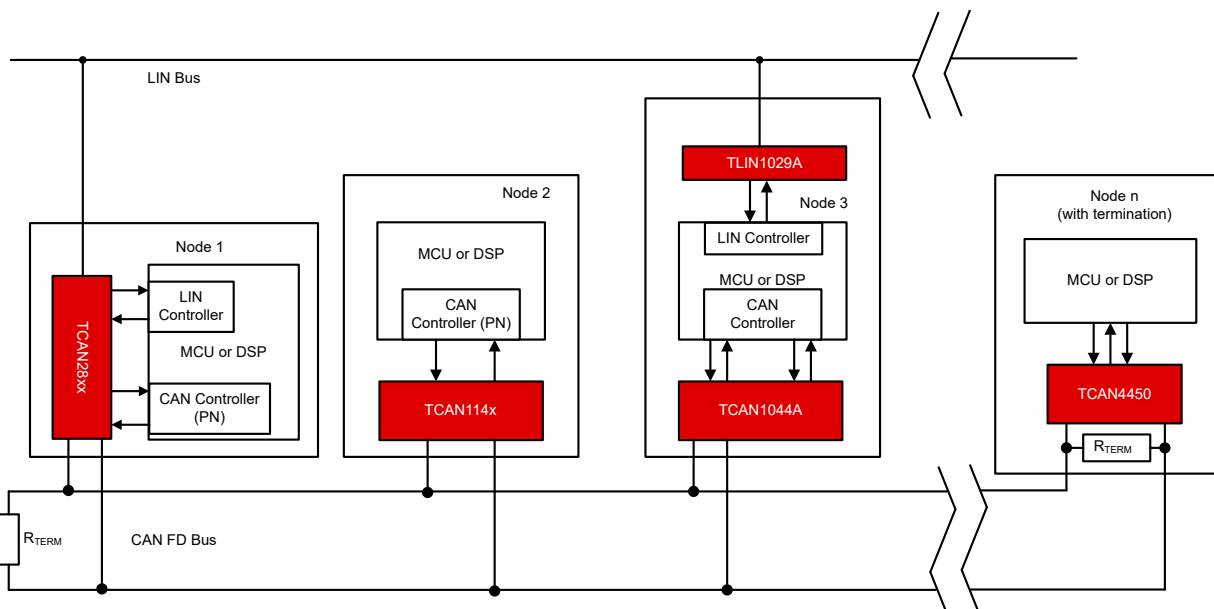 LIN Bus
Node 1
TCAN28xx
LIN
Controller
MCU or DSP
CAN Controller
(PN)
Node 2
MCU or DSP
CAN
Controller (PN)
TCAN114x
TLIN1029A
Node 3
LIN Controller
MCU or DSP
CAN
Controller
TCAN1044A
Node n
(with termination)
MCU or DSP
TCAN4450
RTERM
RTERM
CAN FD Bus